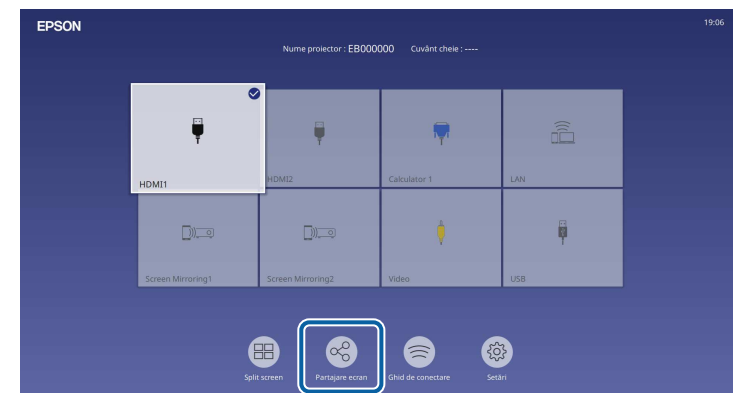 EPSON
19:06
Nume proiector : EB000000 Cuvânt cheie : ----
HDMI1
HDMI2
Calculator 1
LAN
Screen Mirroring1
Screen Mirroring2
Video
USB
Split screen
Partajare ecran
Ghid de conectare
Setări